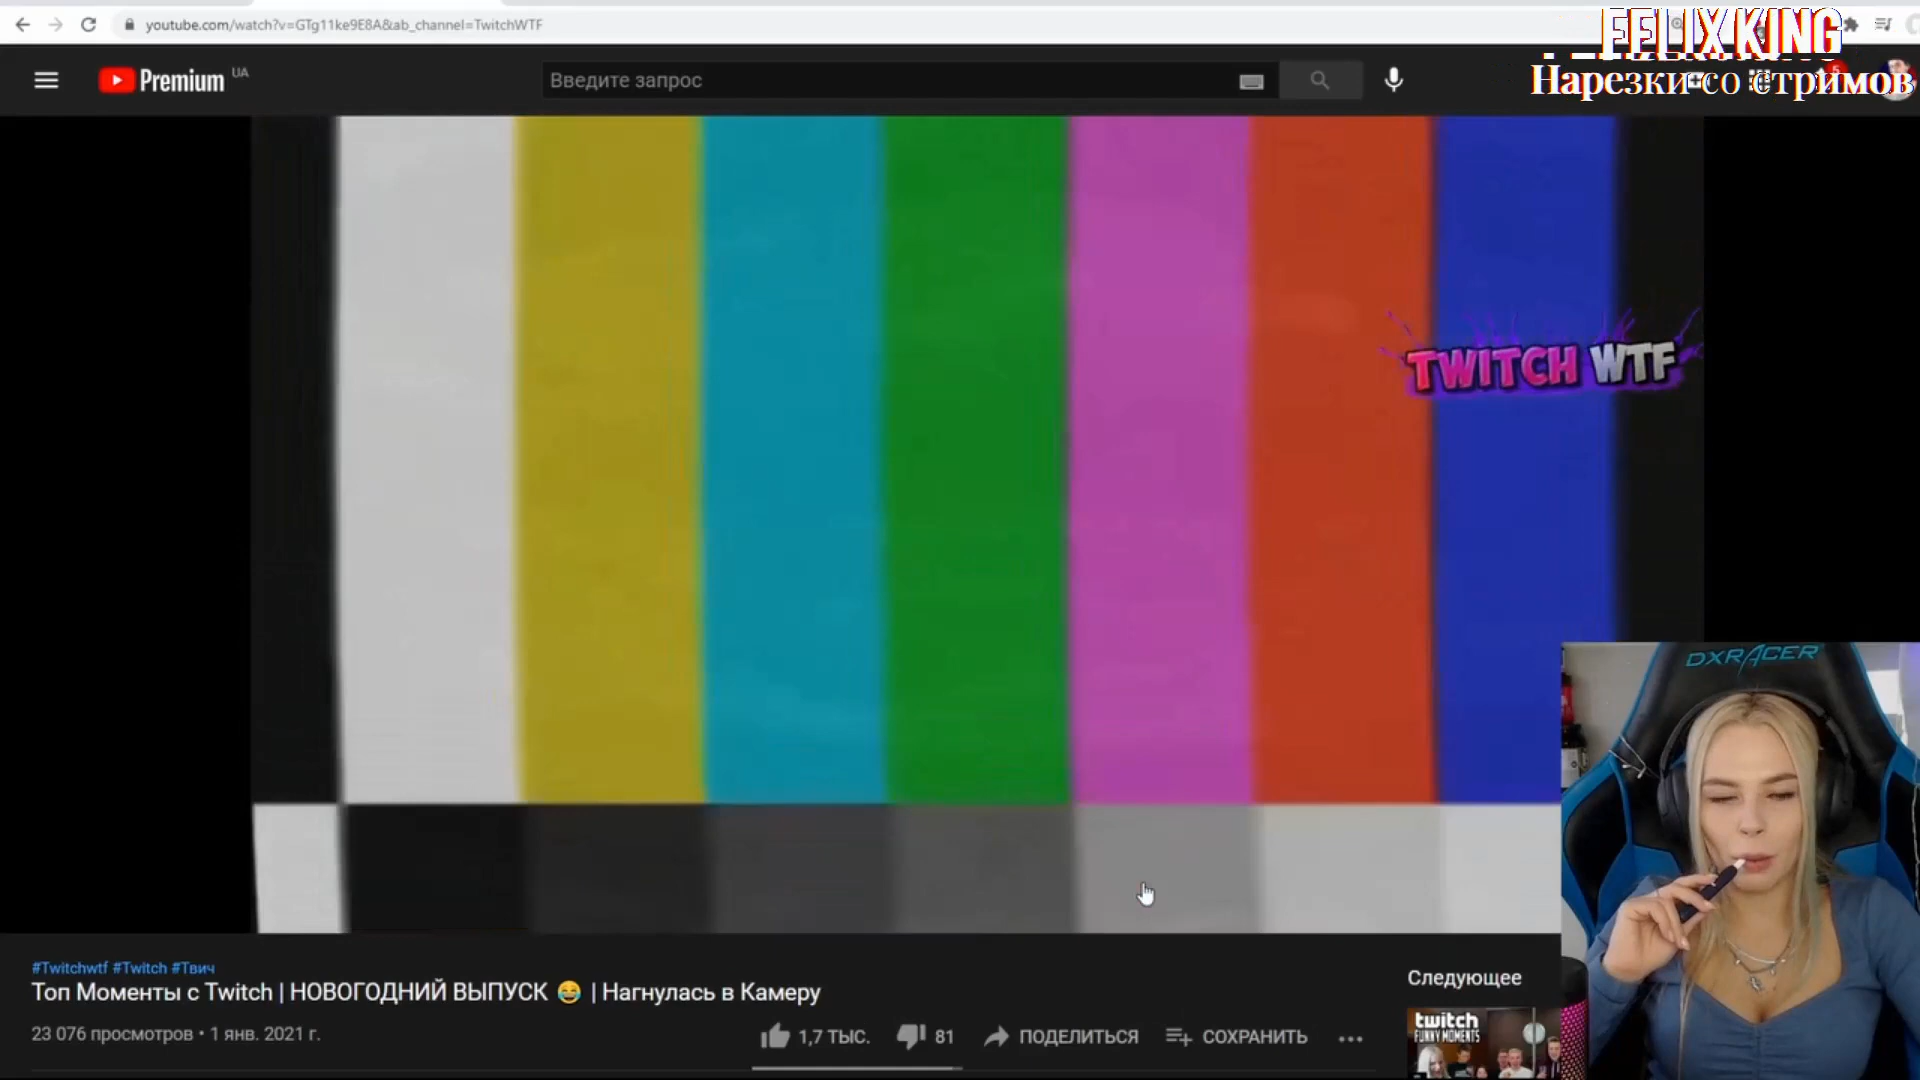 youtube.com/watch?v=GTg11ke9E8A&ab_channel=TwitchWTF
FELIX KING
Нарезки со стримов
Premium UA
Введите запрос
5
TWITCH WTF
DXRACER
#Twitchwtf #Twitch #Твич
Топ Моменты с Twitch | НОВОГОДНИЙ ВЫПУСК 😂 | Нагнулась в Камеру
23 076 просмотров • 1 янв. 2021 г.
1,7 ТЫС.
81
ПОДЕЛИТЬСЯ
СОХРАНИТЬ
Следующее
twitch
FUNNY MOMENTS